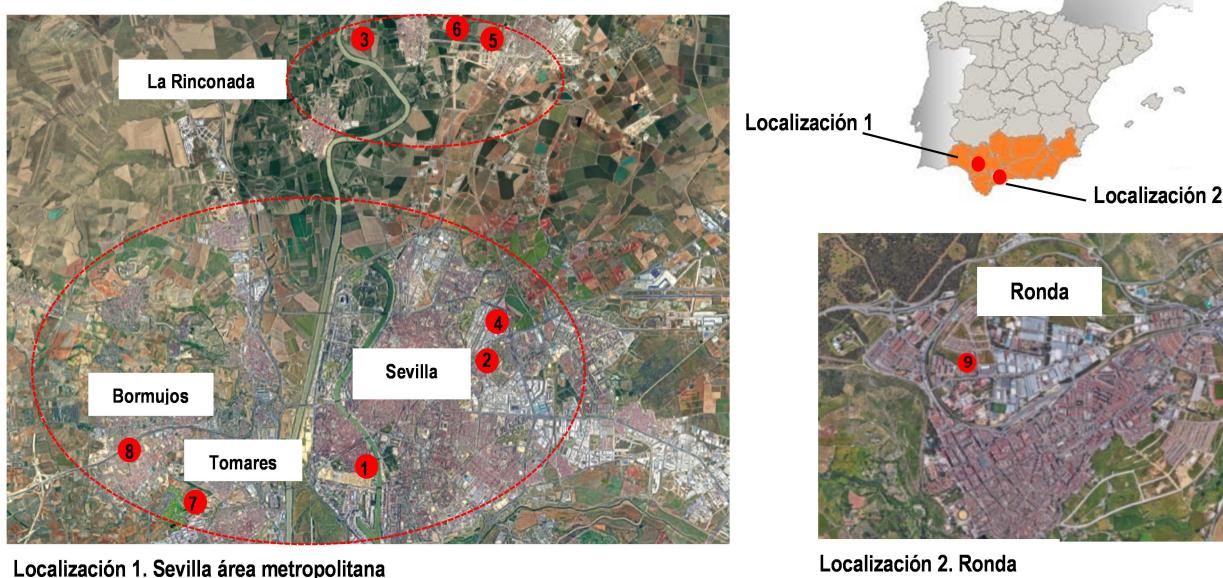 3
6
5
La Rinconada
Localización 1
Localización 2
Ronda
9
4
Sevilla
2
Bormujos
8
Tomares
1
7
Localización 1. Sevilla área metropolitana
Localización 2. Ronda